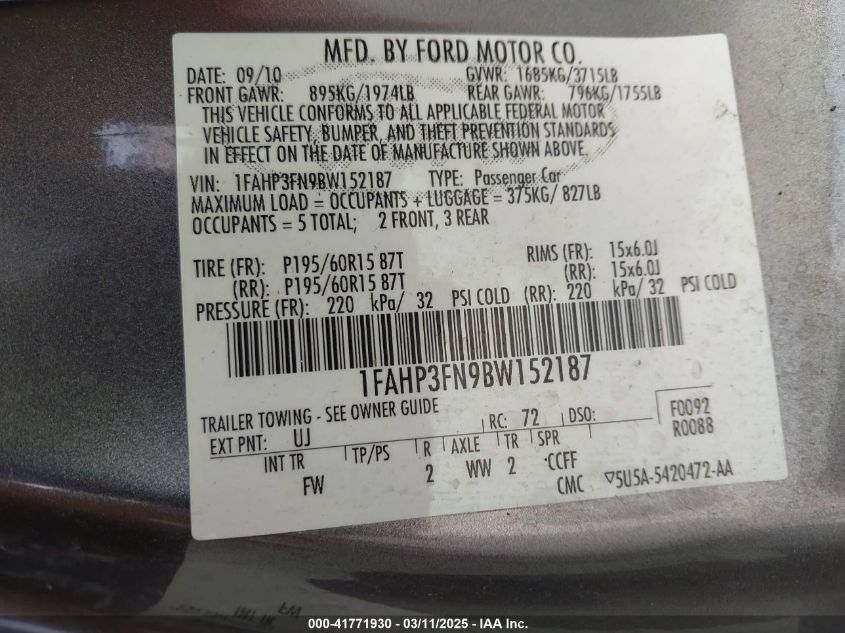 MFD. BY FORD MOTOR CO.
DATE: 09/10 GVWR: 1685KG/3715LB
FRONT GAWR: 895KG/1974LB REAR GAWR: 796KG/1755LB
THIS VEHICLE CONFORMS TO ALL APPLICABLE FEDERAL MOTOR
VEHICLE SAFETY, BUMPER, AND THEFT PREVENTION STANDARDS
IN EFFECT ON THE DATE OF MANUFACTURE SHOWN ABOVE.
VIN: 1FAHP3FN9BW152187 TYPE: Passenger Car
MAXIMUM LOAD = OCCUPANTS + LUGGAGE = 375KG/ 827LB
OCCUPANTS = 5 TOTAL; 2 FRONT, 3 REAR
TIRE (FR): P195/60R15 87T RIMS (FR): 15x6.0J
(RR): P195/60R15 87T (RR): 15x6.0J
PRESSURE (FR): 220 kPa/ 32 PSI COLD (RR): 220 kPa/ 32 PSI COLD
1FAHP3FN9BW152187
TRAILER TOWING - SEE OWNER GUIDE
EXT PNT: UJ RC: 72 DSO: F0092
R0088
INT TR TP/PS R AXLE TR SPR
FW 2 WW 2 CCFF
CMC ▽5U5A-5420472-AA
000-41771930 - 03/11/2025 - IAA Inc.